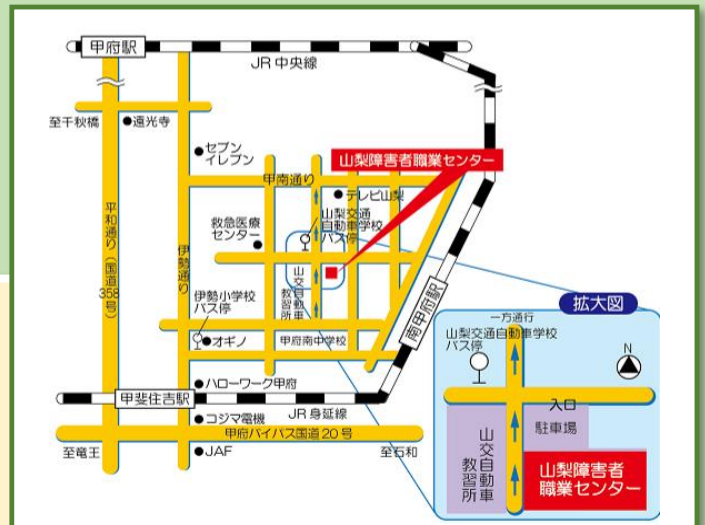 甲府駅
JR中央線
至千秋橋
遠光寺
セブン
イレブン
山梨障害者職業センター
甲南通り
テレビ山梨
山梨交通
自動車学校
バス停
救急医療
センター
平和通り（国道
358号）
伊勢通り
伊勢小学校
バス停
山交自動車
教習所
オギノ
甲府南中学校
南甲府駅
ハローワーク甲府
甲斐住吉駅
JR身延線
コジマ電機
甲府バイパス国道20号
至竜王
JAF
至石和
拡大図
一方通行
山梨交通自動車学校
バス停
N
入口
駐車場
山交自動車
教習所
山梨障害者
職業センター